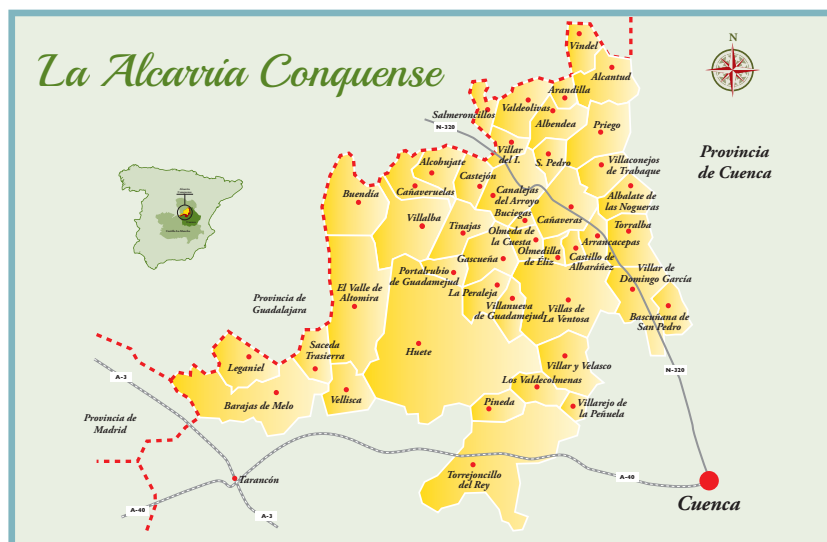 La Alcarria Conquense
N
Vindel
Alcantud
Arandilla
Valdeolivas
Salmeroncillos
Albendea
Priego
N-320
Villar
del I.
S. Pedro
Provincia
de Cuenca
Villaconejos
de Trabaque
Alcohujate
Castejón
Buendía
Cañaveruelas
Canalejas
del Arroyo
Albalate de
las Nogueras
Buciegas
Cañaveras
Villalba
Tinajas
Olmeda de
la Cuesta
Torralba
Arrancacepas
Olmedilla
de Éliz
Castillo de
Albaráñez
Gascueña
Portalrubio
de Guadamejud
Villar de
Domingo García
El Valle de
Altomira
La Peraleja
Provincia de
Guadalajara
Villanueva
de Guadamejud
Villas de
La Ventosa
Bascuñana de
San Pedro
Saceda
Trasierra
Huete
Leganiel
Villar y Velasco
N-320
A-3
Los Valdecolmenas
Barajas de Melo
Vellisca
Pineda
Villarejo de
la Peñuela
Provincia de
Madrid
Torrejoncillo
del Rey
Tarancón
A-40
Cuenca
A-40
A-3